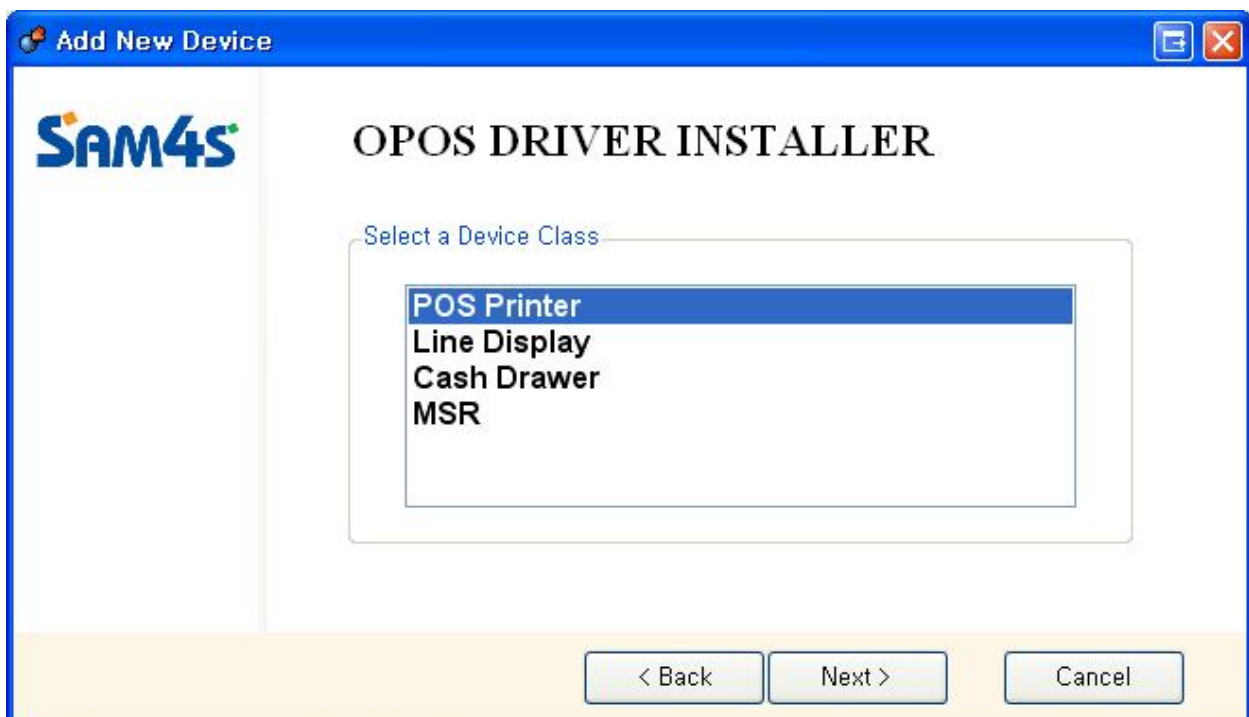 Add New Device
SAM4S
OPOS DRIVER INSTALLER
Select a Device Class
POS Printer
Line Display
Cash Drawer
MSR
< Back
Next >
Cancel